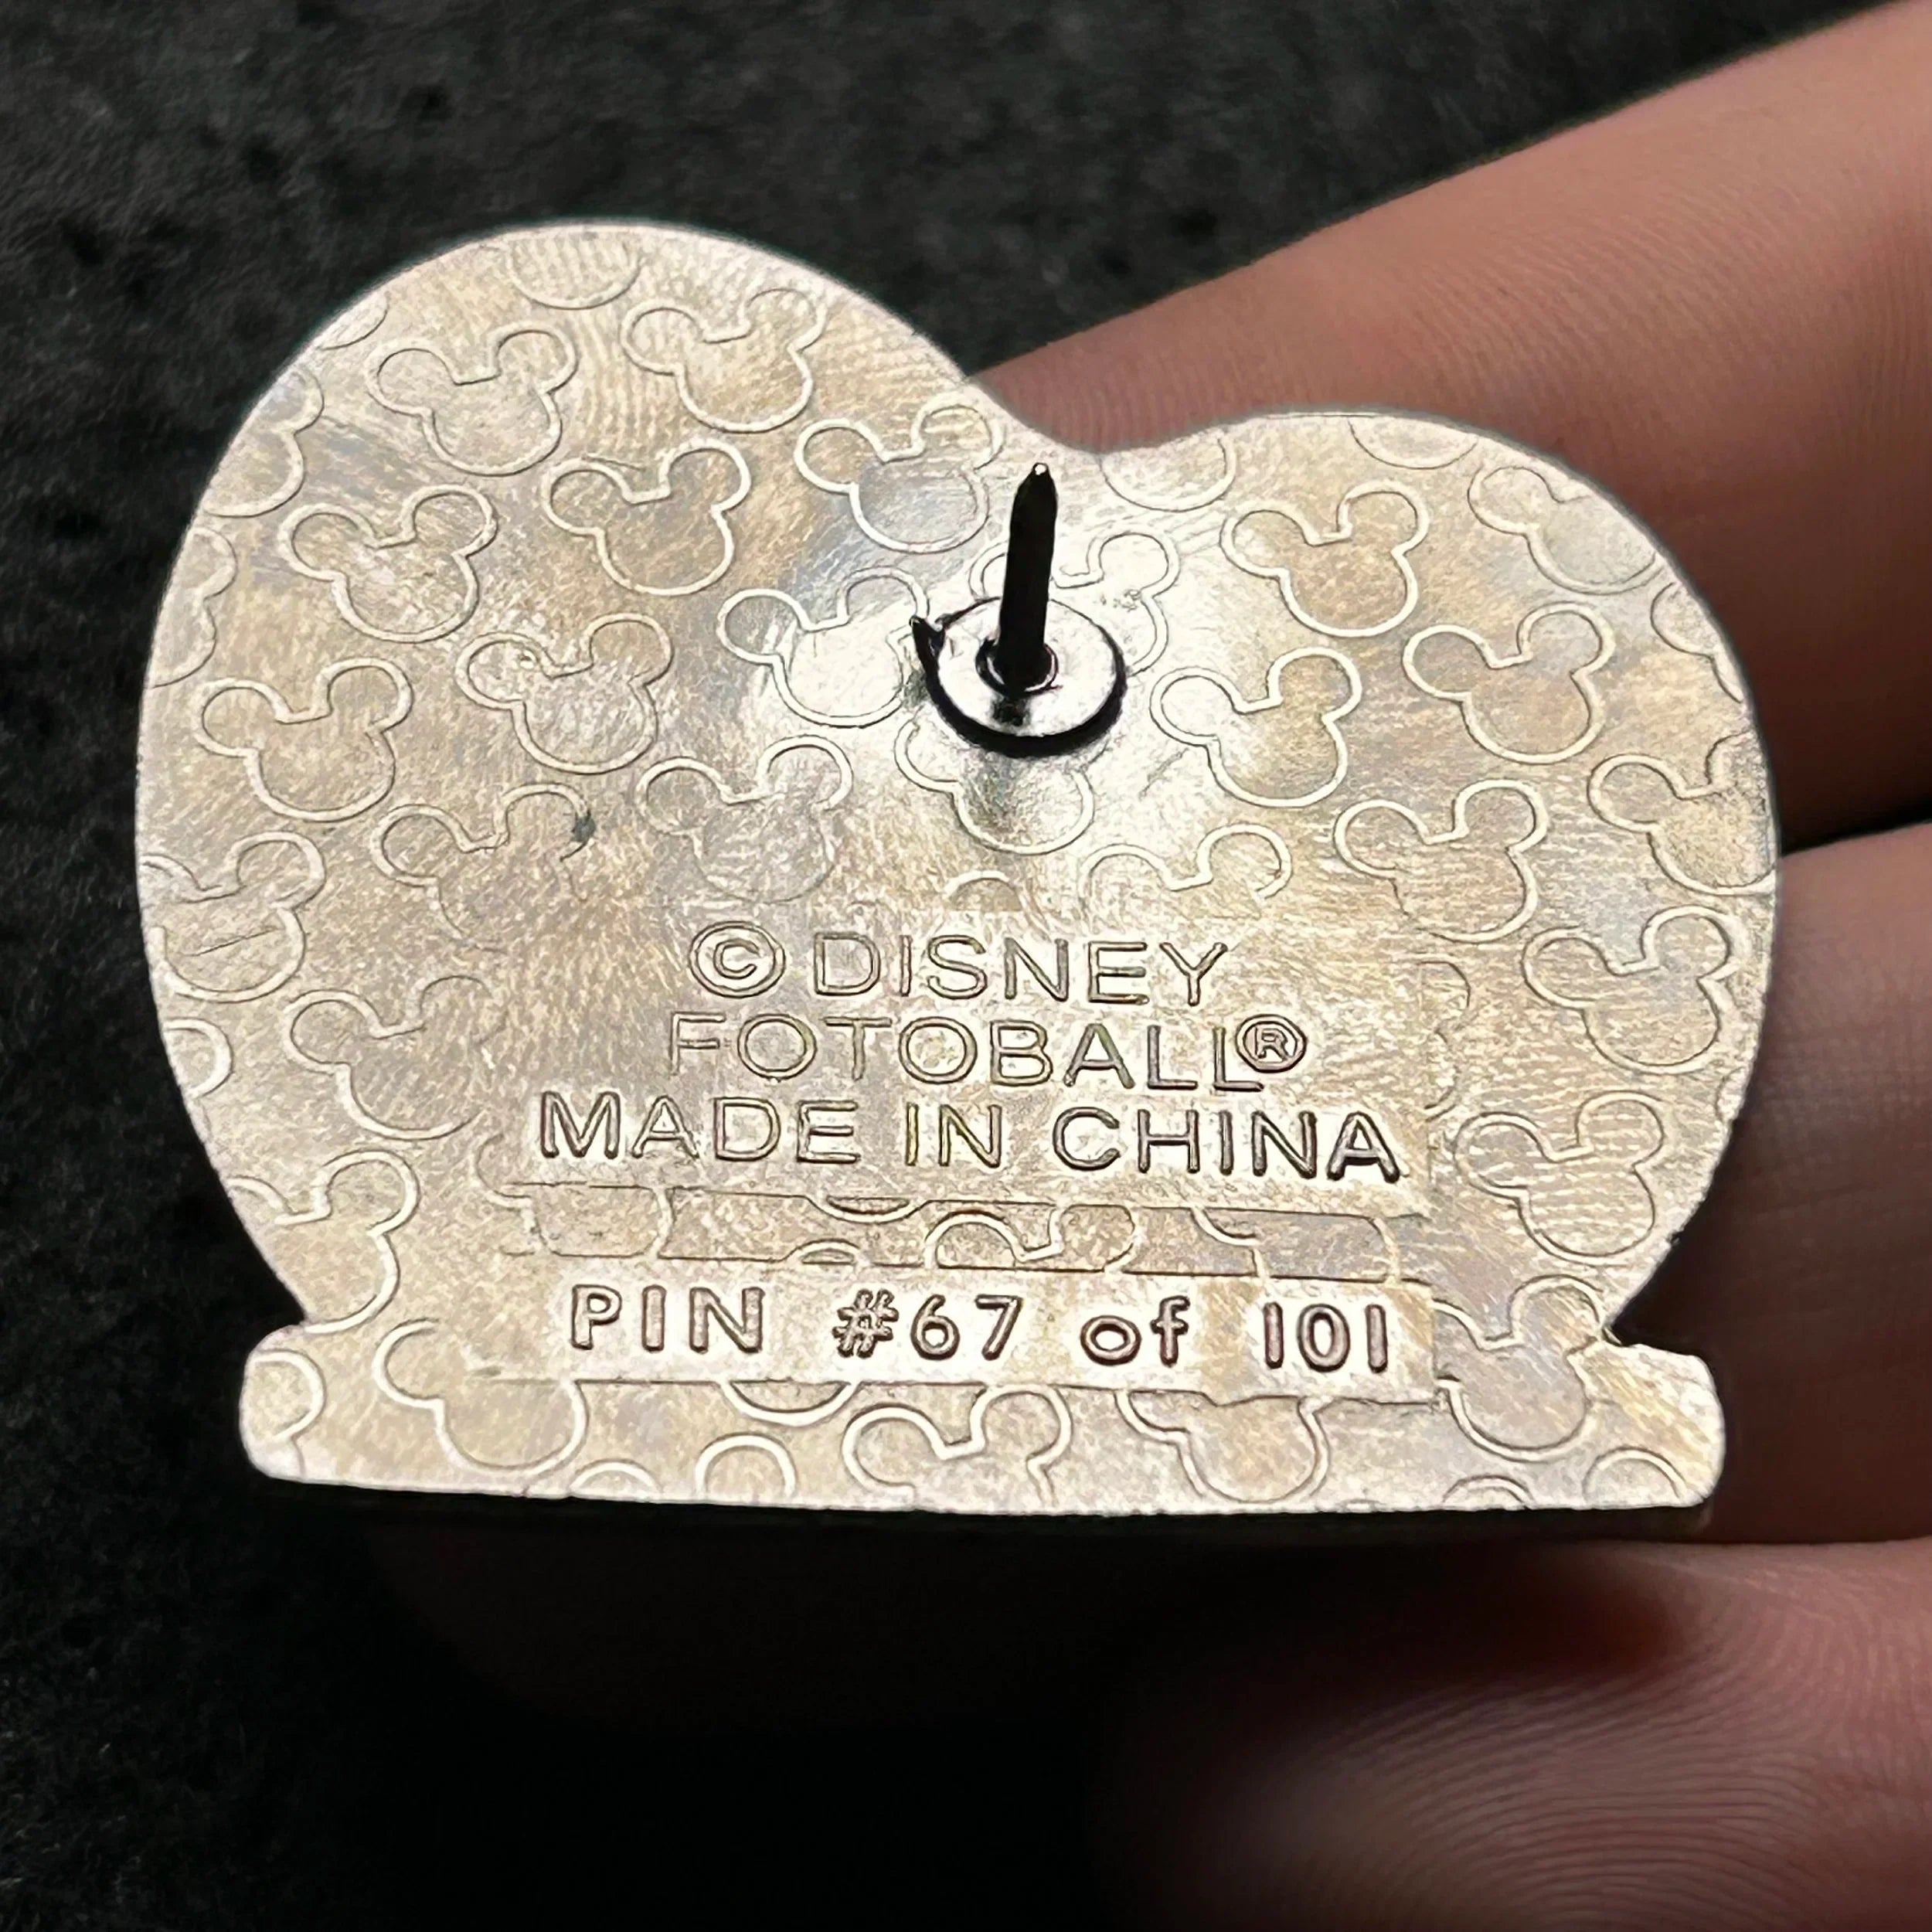 ©DISNEY
FOTOBALL®
MADE IN CHINA
PIN #67 of 101